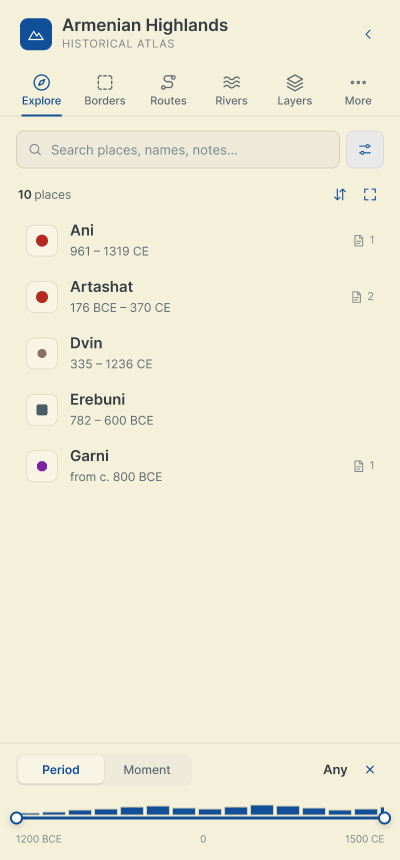 Armenian Highlands
HISTORICAL ATLAS
Explore Borders Routes Rivers Layers More
Search places, names, notes...
10 places
Ani
961 – 1319 CE
1
Artashat
176 BCE – 370 CE
2
Dvin
335 – 1236 CE
Erebuni
782 – 600 BCE
Garni
from c. 800 BCE
1
Period Moment Any
1200 BCE 0 1500 CE